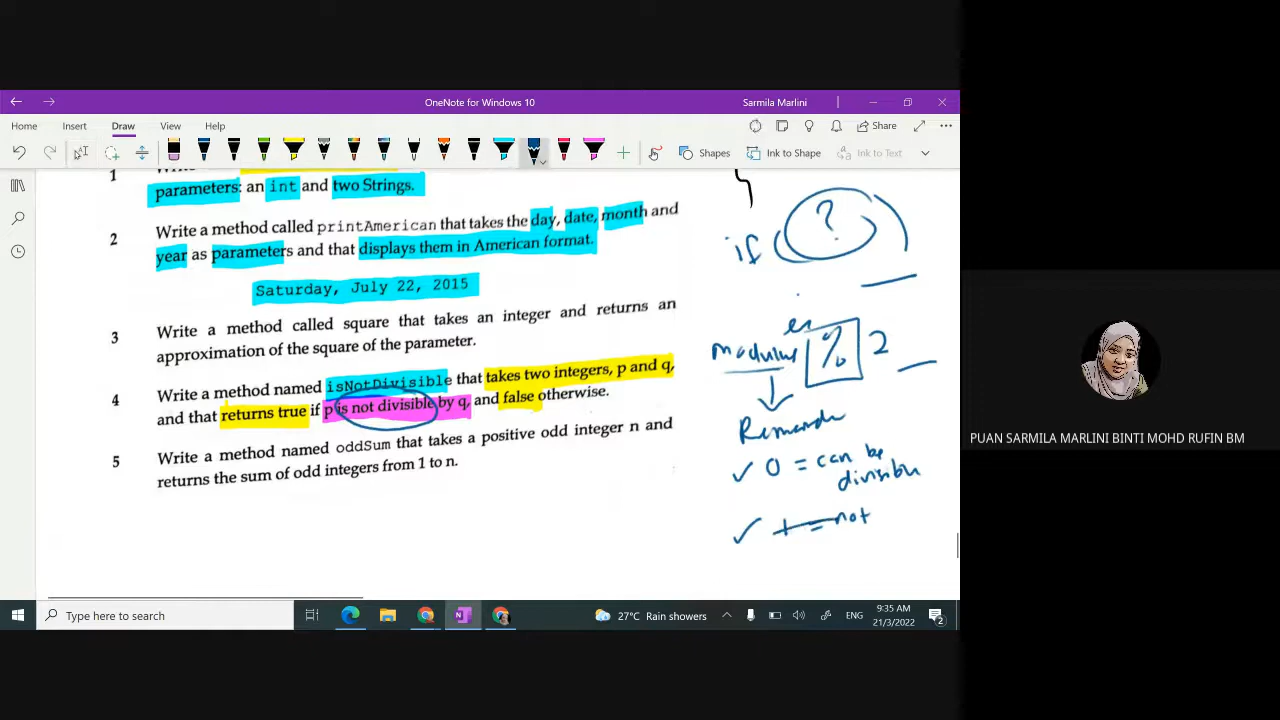 OneNote for Windows 10
Sarmila Marlini
Home Insert Draw View Help
Share
Shapes
Ink to Shape
Ink to Text
1
parameters: an int and two Strings.
2 Write a method called printAmerican that takes the day, date, month and
year as parameters and that displays them in American format.
Saturday, July 22, 2015
3 Write a method called square that takes an integer and returns an
approximation of the square of the parameter.
4 Write a method named isNotDivisible that takes two integers, p and q,
and that returns true if p is not divisible by q, and false otherwise.
5 Write a method named oddSum that takes a positive odd integer n and
returns the sum of odd integers from 1 to n.
if ( ? )
modulus % 2
0 = can be
= not
PUAN SARMILA MARLINI BINTI MOHD RUFIN BM
Type here to search
27°C Rain showers
ENG
9:35 AM
21/3/2022
2